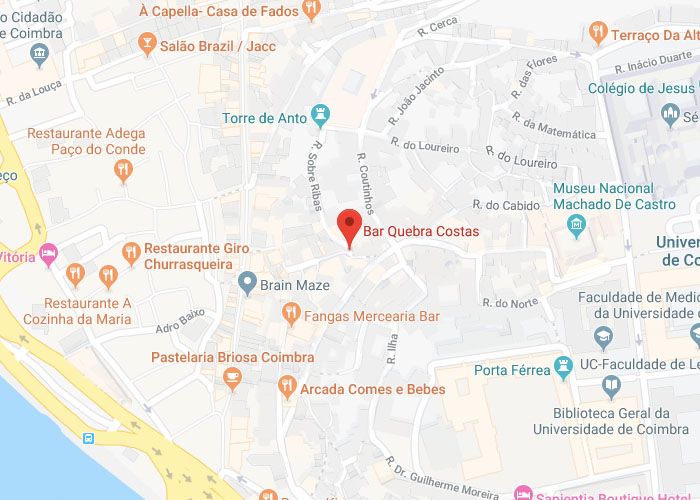 À Capella- Casa de Fados
R. Cerca
Terraço Da Alt
Cidadão
e Coimbra
Salão Brazil / Jacc
R. Inácio Duarte
R. das Flores
R. João Jacinto
Colégio de Jesus
R. da Louça
Torre de Anto
Sé
Restaurante Adega
Paço do Conde
R. da Matemática
R. do Loureiro
R. do Loureiro
R. Sobre Ribas
R. Coutinhos
eço
Museu Nacional
Machado De Castro
R. do Cabido
Bar Quebra Costas
Vitória
Restaurante Giro
Churrasqueira
Univer
de Co
Brain Maze
Restaurante A
Cozinha da Maria
R. do Norte
Faculdade de Medic
da Universidade d
Adro Baixo
Fangas Mercearia Bar
R. Ilha
Pastelaria Briosa Coimbra
Porta Férrea
UC-Faculdade de Le
Arcada Comes e Bebes
Biblioteca Geral da
Universidade de Coimbra
R. Dr. Guilherme Moreira
Sapientia Boutique Hotel